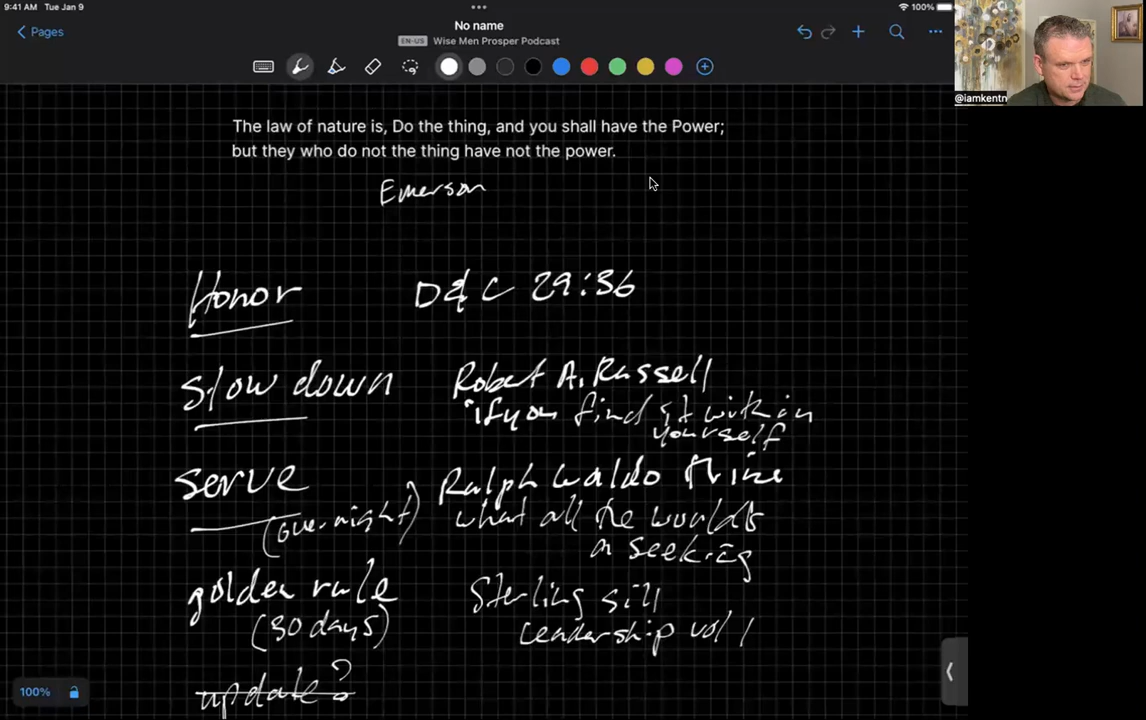 9:41 AM Tue Jan 9
100%
No name
Pages
EN-US Wise Men Prosper Podcast
@iamkentn
The law of nature is, Do the thing, and you shall have the Power;
but they who do not the thing have not the power.
Emerson
Honor D&C 29:36
slow down Robert A. Russell
"if you find it within
yourself
serve Ralph Waldo Trine
(overnight) what all the world's
a seeking
golden rule Sterling Sill
(30 days) Leadership vol 1
update?
100%